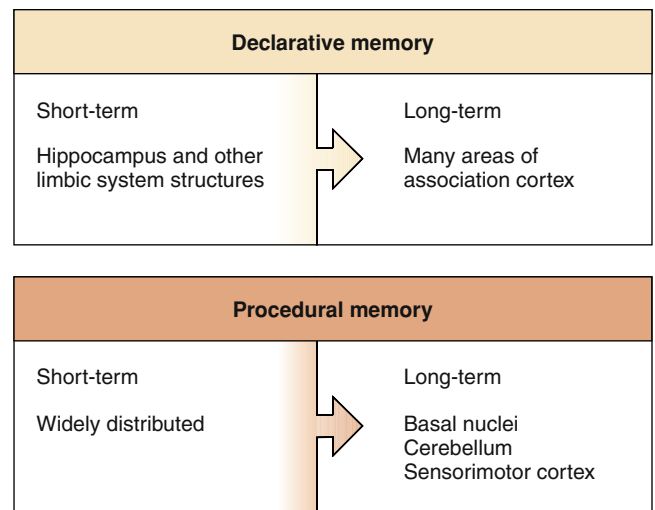 Declarative memory
Short-term
Hippocampus and other
limbic system structures
Long-term
Many areas of
association cortex
Procedural memory
Short-term
Widely distributed
Long-term
Basal nuclei
Cerebellum
Sensorimotor cortex